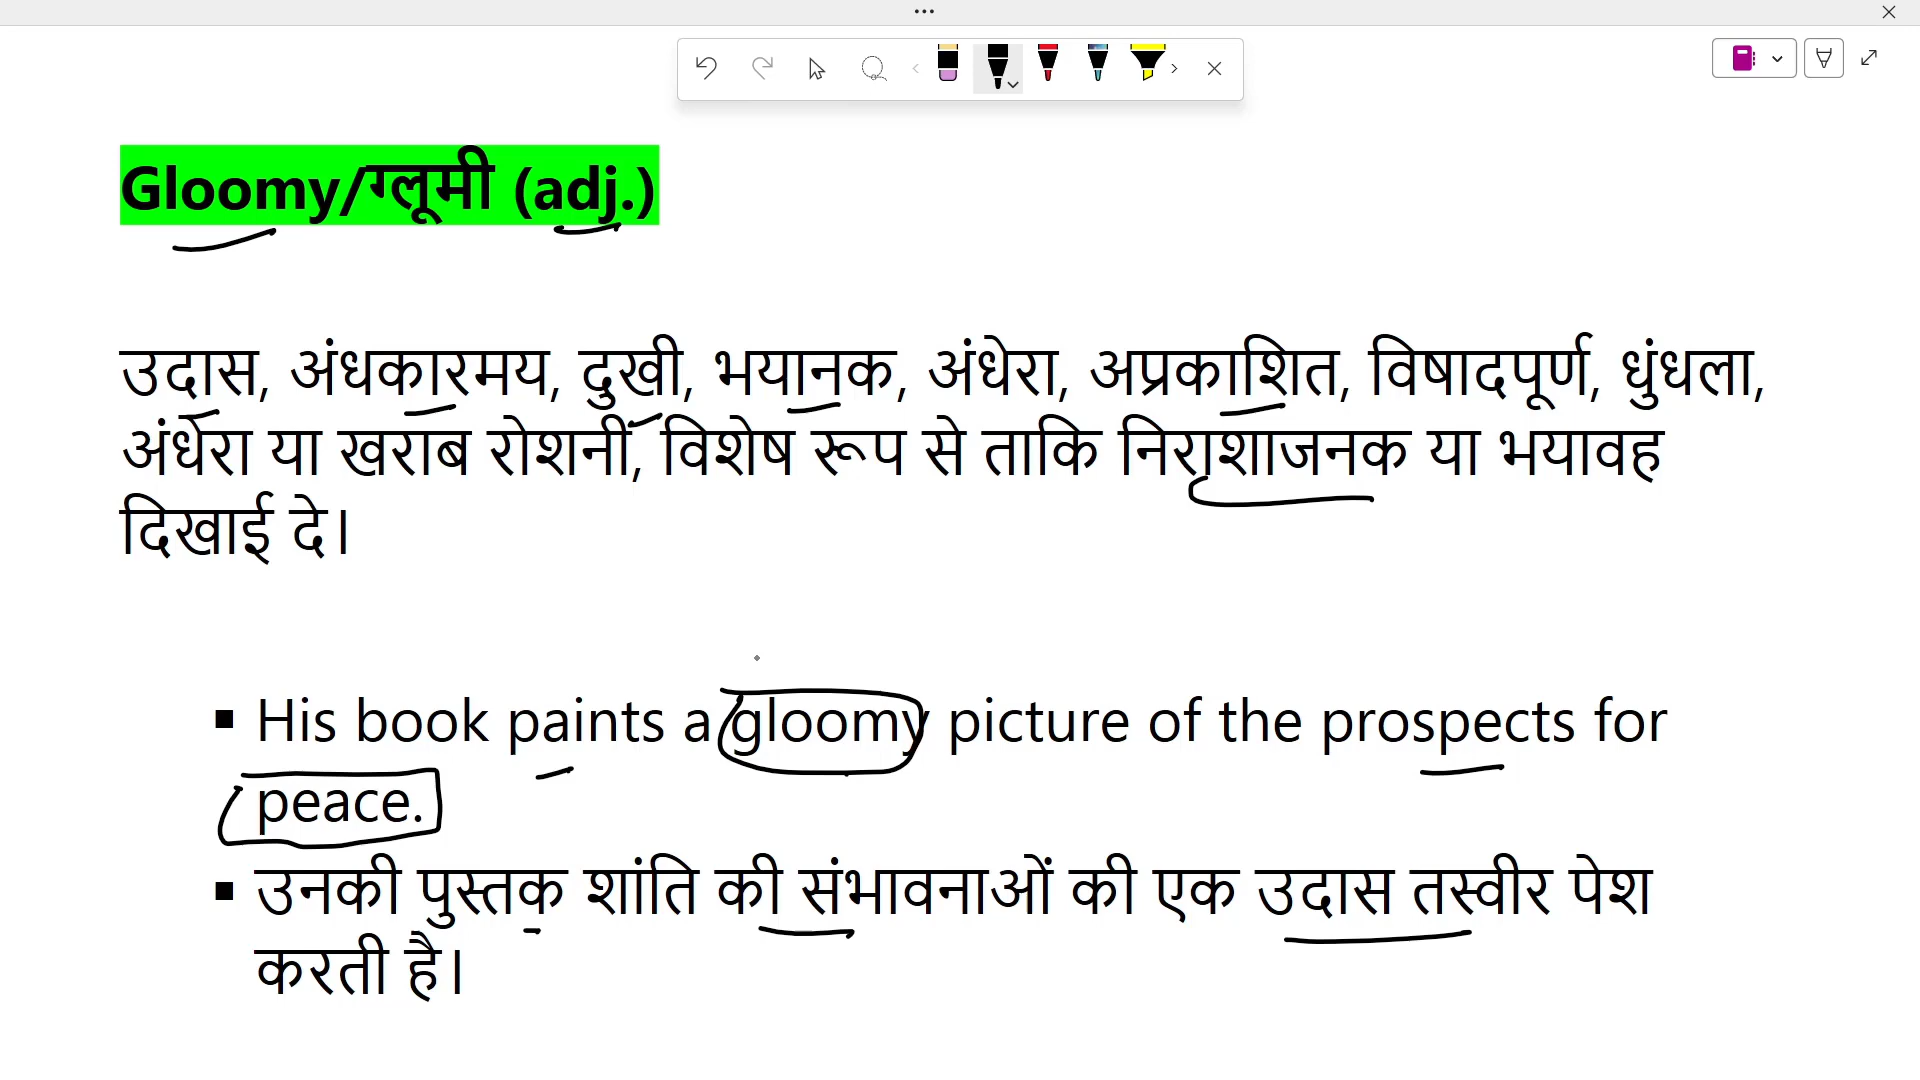 Gloomy/ग्लूमी (adj.)
उदास, अंधकारमय, दुखी, भयानक, अंधेरा, अप्रकाशित, विषादपूर्ण, धुंधला,
अंधेरा या खराब रोशनी, विशेष रूप से ताकि निराशाजनक या भयावह
दिखाई दे।
▪ His book paints a gloomy picture of the prospects for
peace.
▪ उनकी पुस्तक शांति की संभावनाओं की एक उदास तस्वीर पेश
करती है।